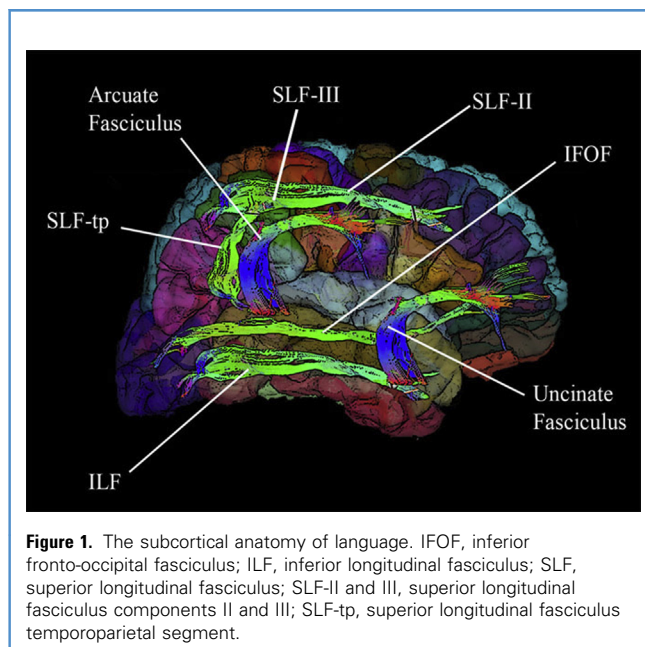 Arcuate
Fasciculus
SLF-III
SLF-II
IFOF
SLF-tp
Uncinate
Fasciculus
ILF
Figure 1. The subcortical anatomy of language. IFOF, inferior
fronto-occipital fasciculus; ILF, inferior longitudinal fasciculus; SLF,
superior longitudinal fasciculus; SLF-II and III, superior longitudinal
fasciculus components II and III; SLF-tp, superior longitudinal fasciculus
temporoparietal segment.